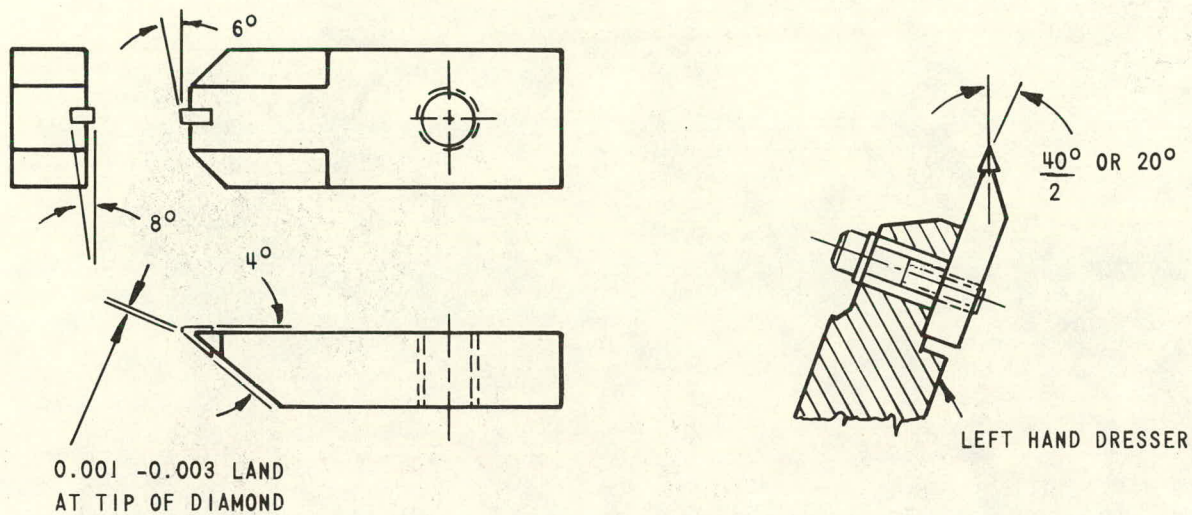 6°
8°
4°
0.001 -0.003 LAND
AT TIP OF DIAMOND
40° OR 20°
2
LEFT HAND DRESSER